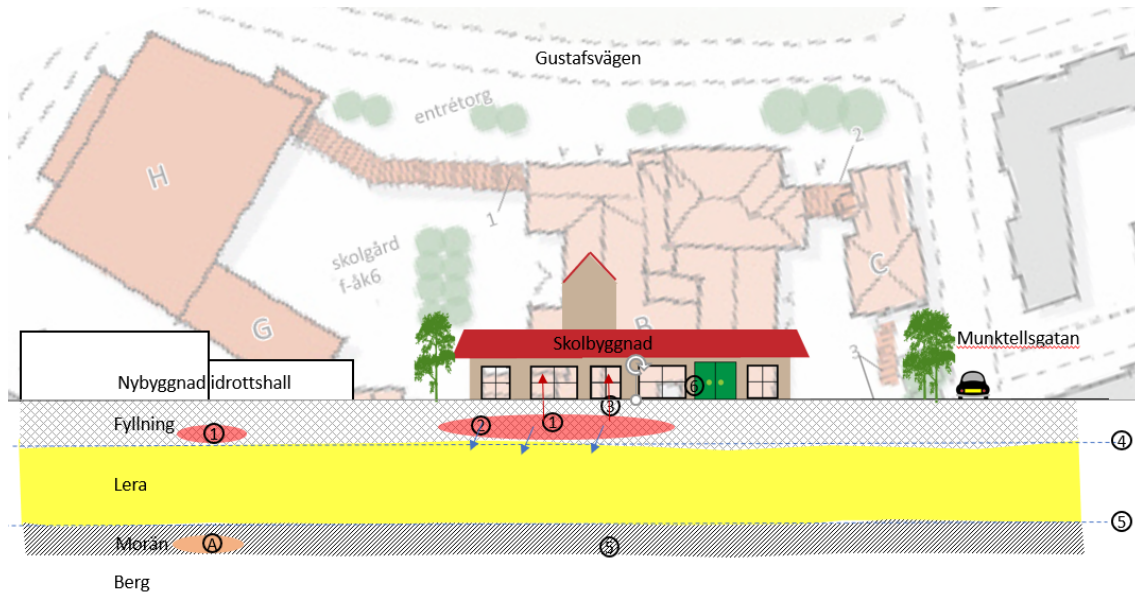 Gustafsvägen
entrétorg
2
H
1
skolgård
f-åk6
C
G
B
Skolbyggnad
Munktellsgatan
3
Nybyggnad idrottshall
6
3
Fyllning
1
2
1
4
Lera
5
Morän
A
5
Berg